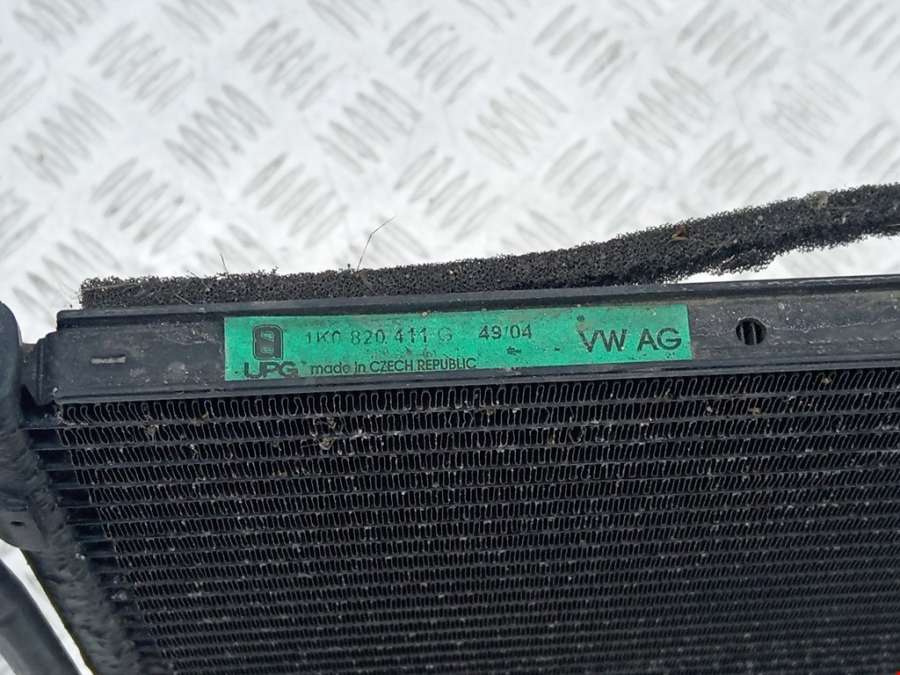 1K0 820 411 G 49/04 VW AG
UPG made in CZECH REPUBLIC